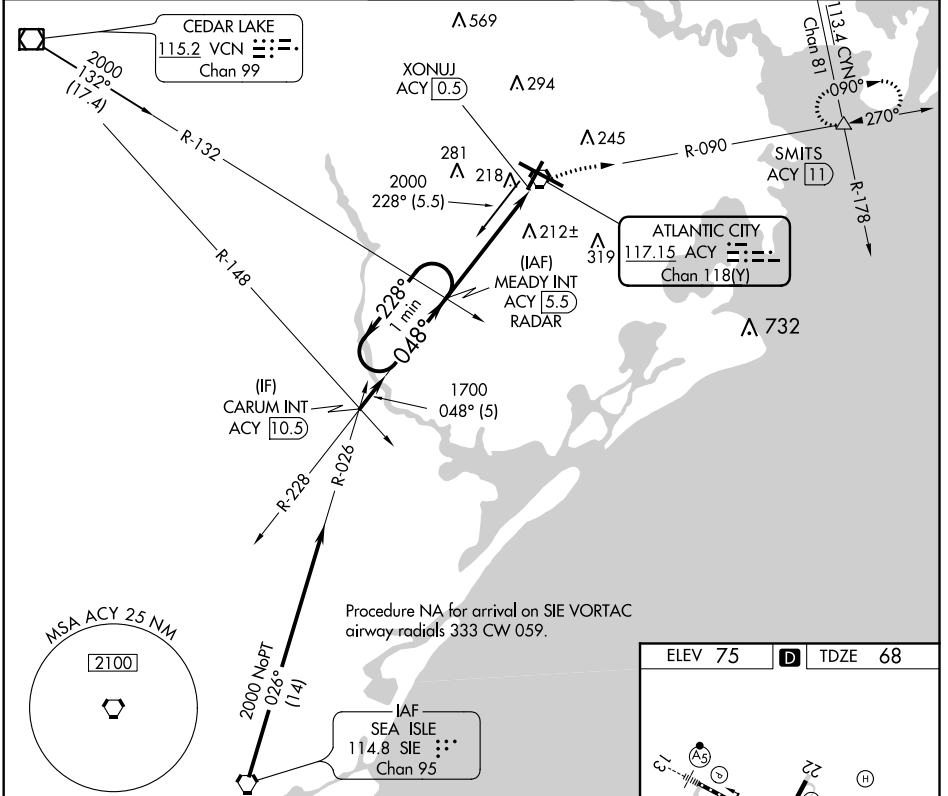 569
CEDAR LAKE
115.2 VCN
Chan 99
2000
132°
(17.4)
XONUJ
ACY 0.5
294
113.4 CYN
Chan 81
090°
270°
R-132
245
R-090
SMITS
ACY 11
R-178
281
218
2000
228° (5.5)
212±
319
ATLANTIC CITY
117.15 ACY
Chan 118(Y)
R-148
(IAF)
MEADY INT
ACY 5.5
RADAR
228°
1 min
048°
732
(IF)
CARUM INT
ACY 10.5
1700
048° (5)
R-228
R-026
Procedure NA for arrival on SIE VORTAC
airway radials 333 CW 059.
MSA ACY 25 NM
2100
2000 NoPT
026°
(14)
IAF
SEA ISLE
114.8 SIE
Chan 95
ELEV 75 D TDZE 68
A5
P
13
22
H